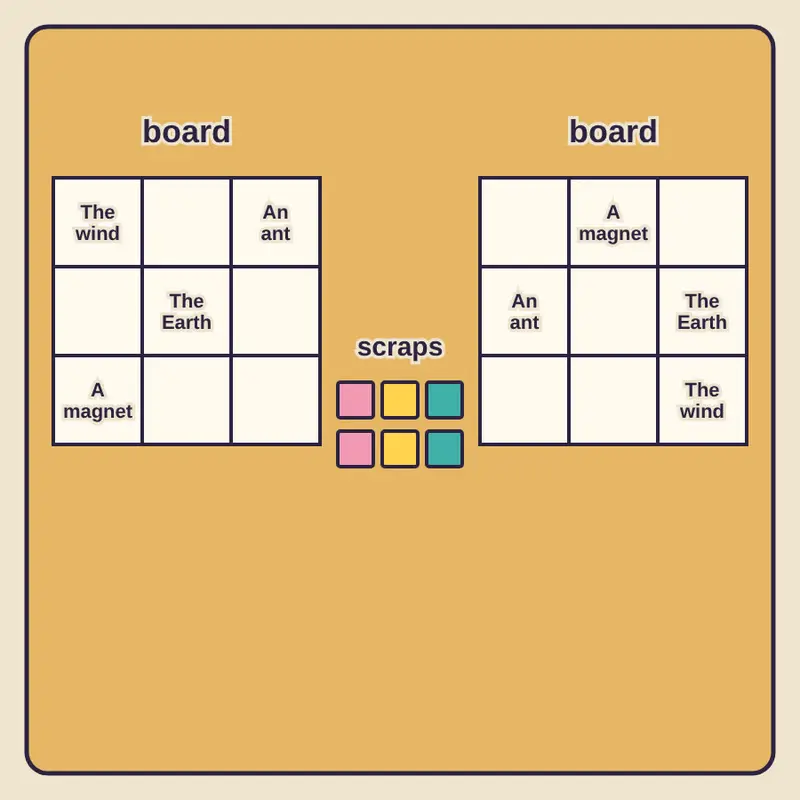 board
board
The
wind
An
ant
The
Earth
A
magnet
scraps
A
magnet
An
ant
The
Earth
The
wind